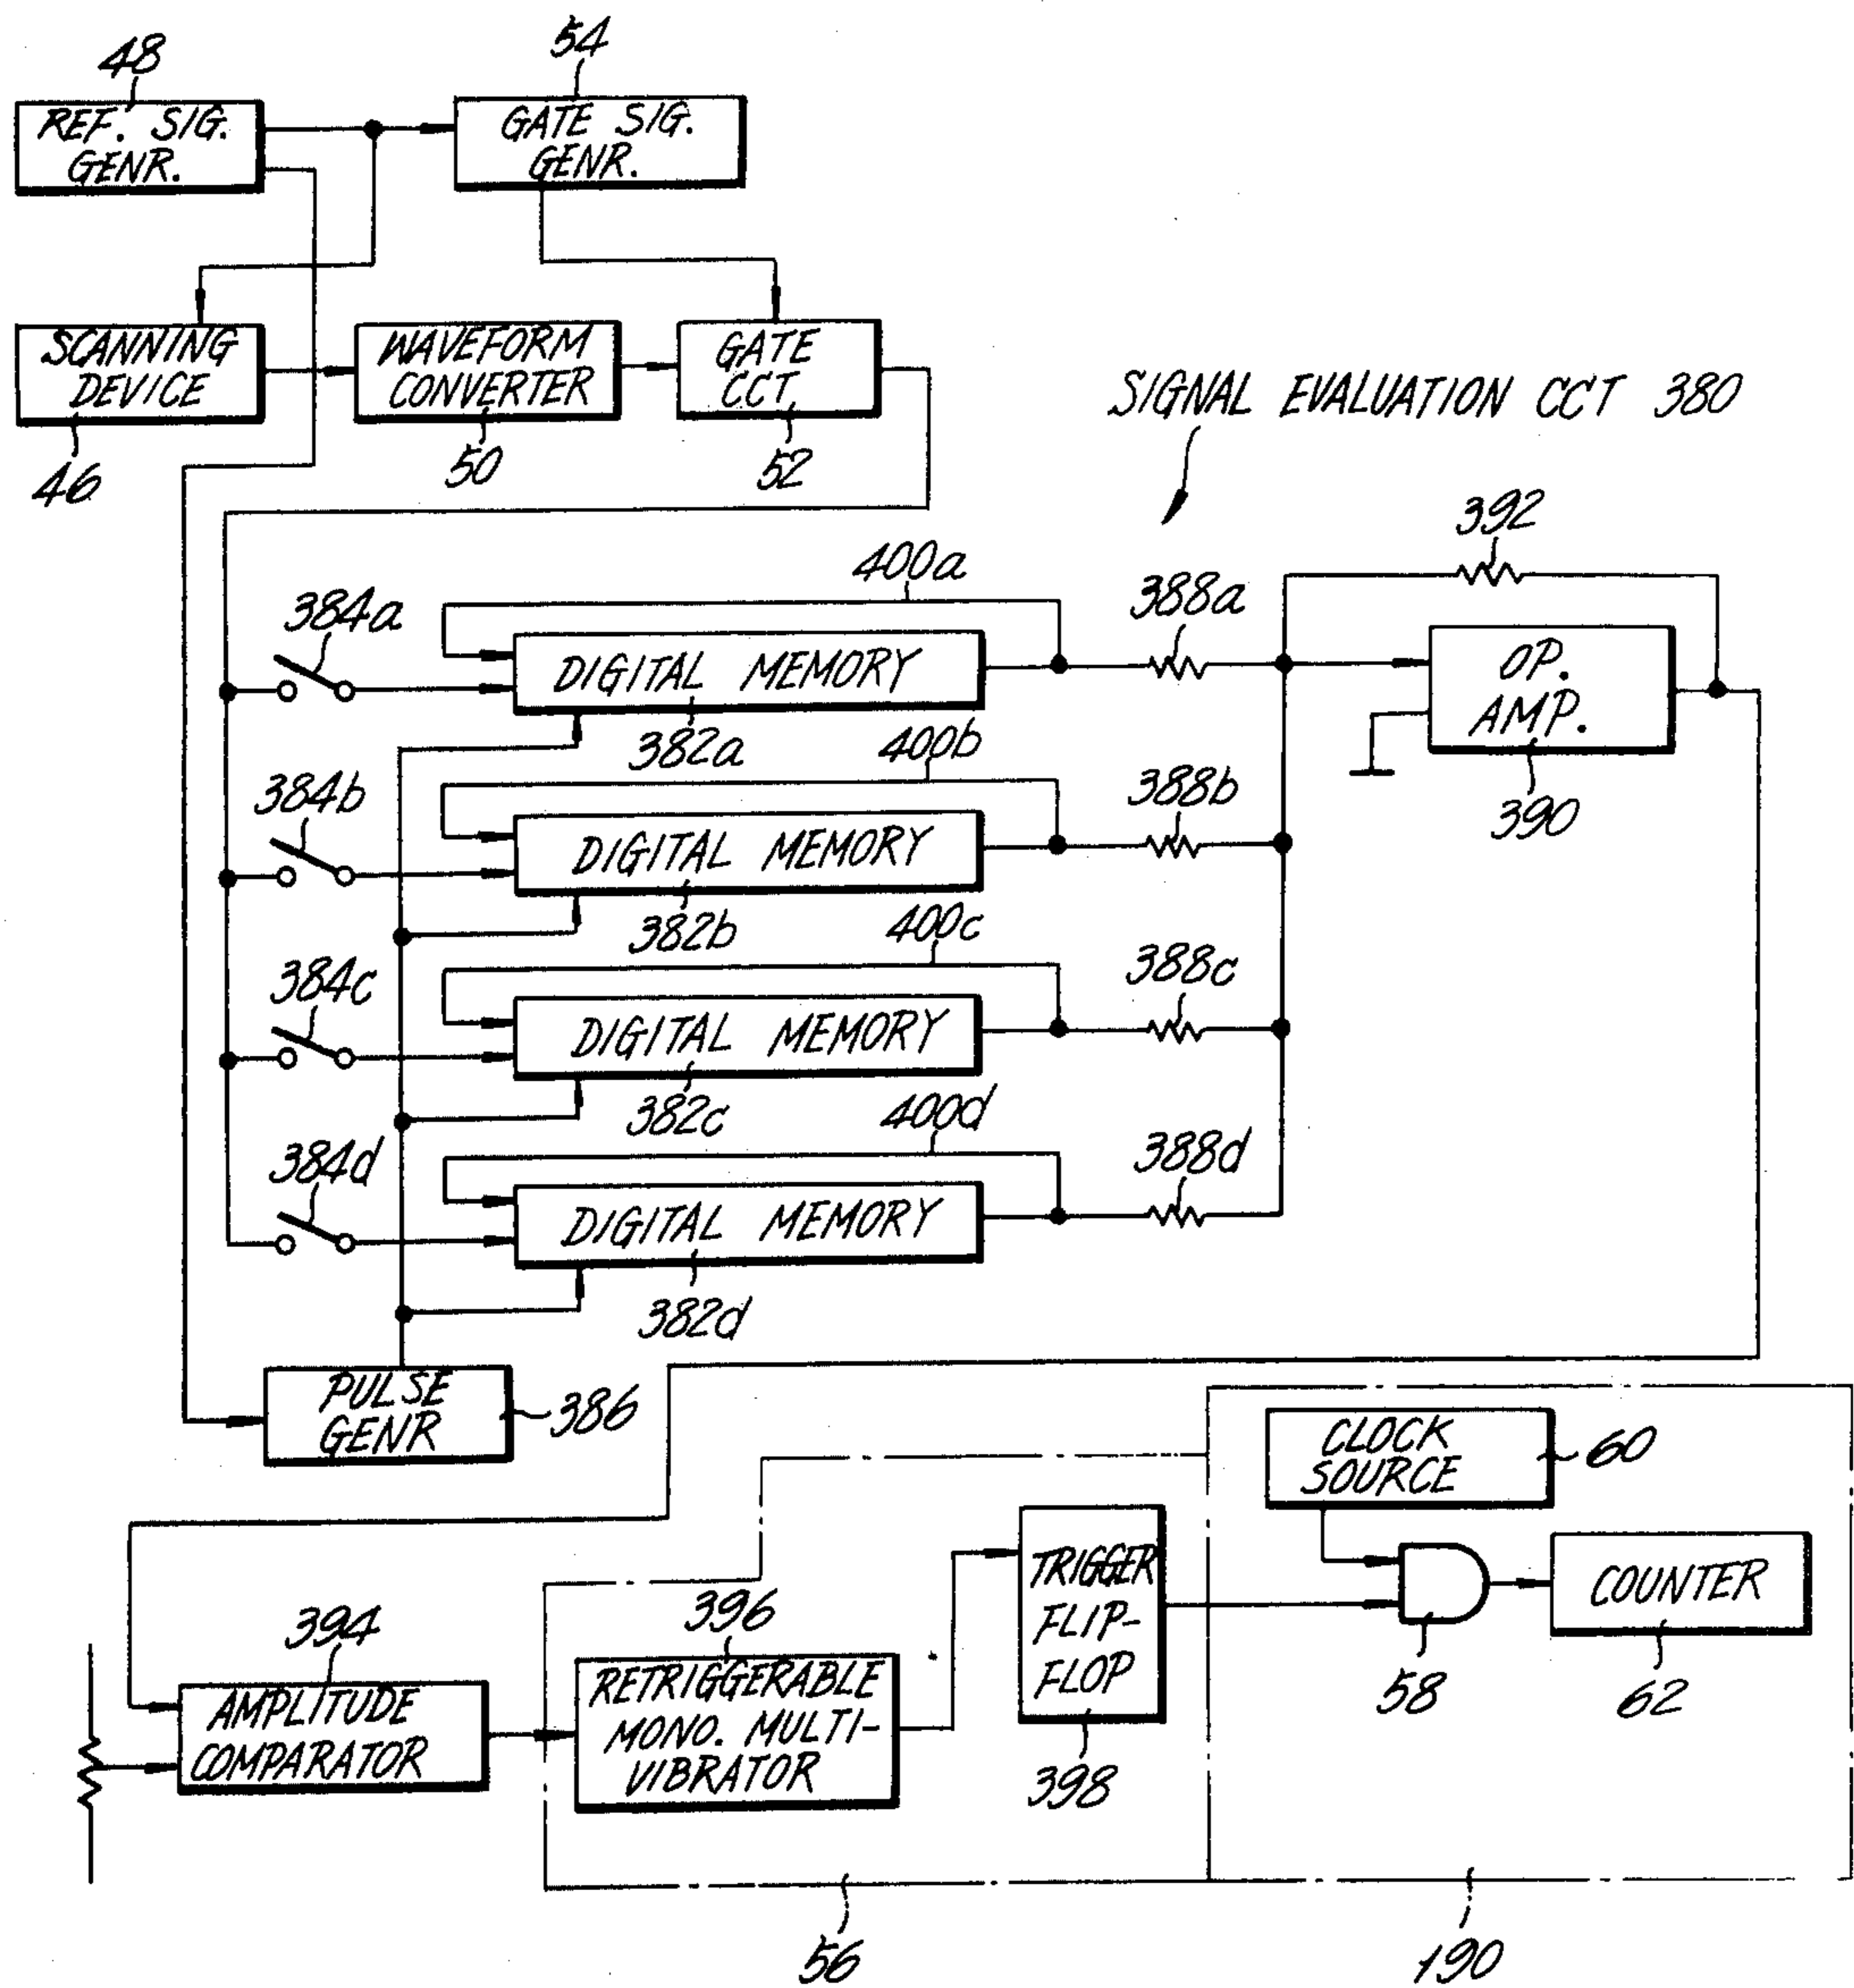 48
54
REF. SIG.
GENR.
GATE SIG.
GENR.
SCANNING
DEVICE
WAVEFORM
CONVERTER
GATE
CCT.
46
50
52
SIGNAL EVALUATION CCT 380
392
400a
388a
384a
DIGITAL MEMORY
OP.
AMP.
382a
400b
390
384b
388b
DIGITAL MEMORY
382b
400c
384c
388c
DIGITAL MEMORY
382c
400d
384d
388d
DIGITAL MEMORY
382d
PULSE
GENR
386
CLOCK
SOURCE
60
TRIGGER
FLIP-
FLOP
COUNTER
58
62
394
396
AMPLITUDE
COMPARATOR
RETRIGGERABLE
MONO. MULTI-
VIBRATOR
398
56
190